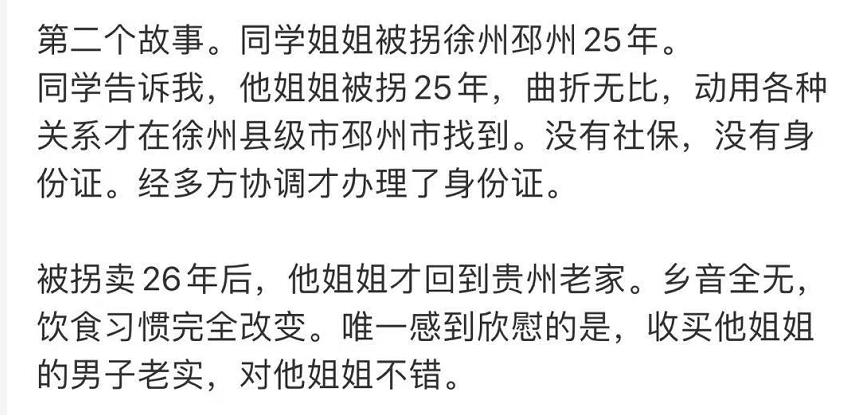 第二个故事。同学姐姐被拐徐州邳州25年。
同学告诉我，他姐姐被拐25年，曲折无比，动用各种
关系才在徐州县级市邳州市找到。没有社保，没有身
份证。经多方协调才办理了身份证。
被拐卖26年后，他姐姐才回到贵州老家。乡音全无，
饮食习惯完全改变。唯一感到欣慰的是，收买他姐姐
的男子老实，对他姐姐不错。